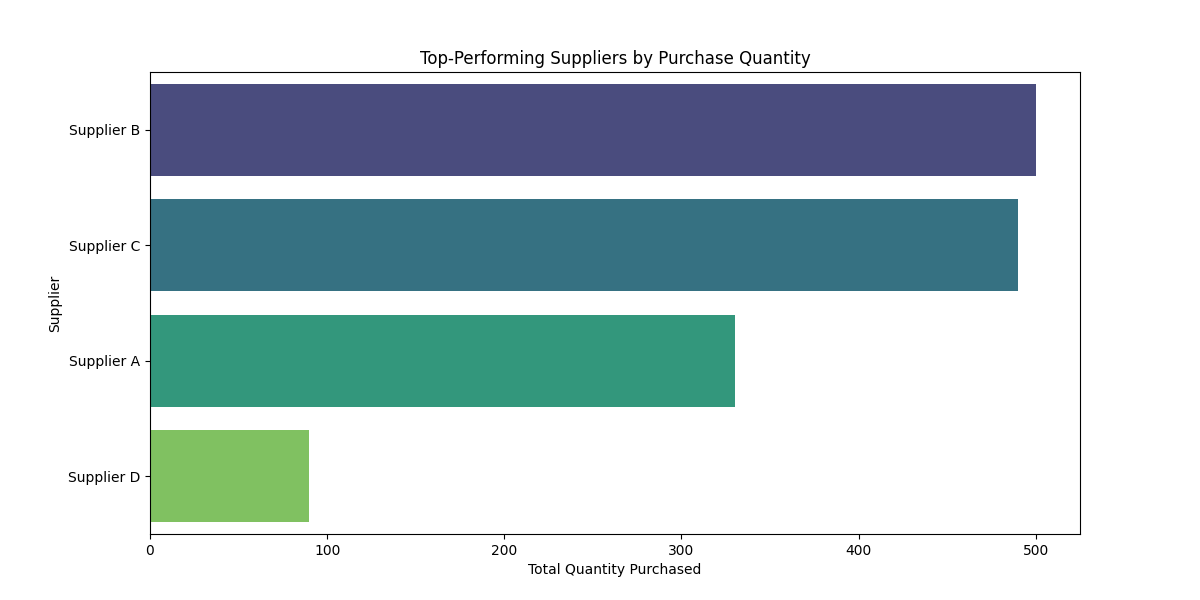 Top-Performing Suppliers by Purchase Quantity
Supplier
Supplier B
Supplier C
Supplier A
Supplier D
0 100 200 300 400 500
Total Quantity Purchased